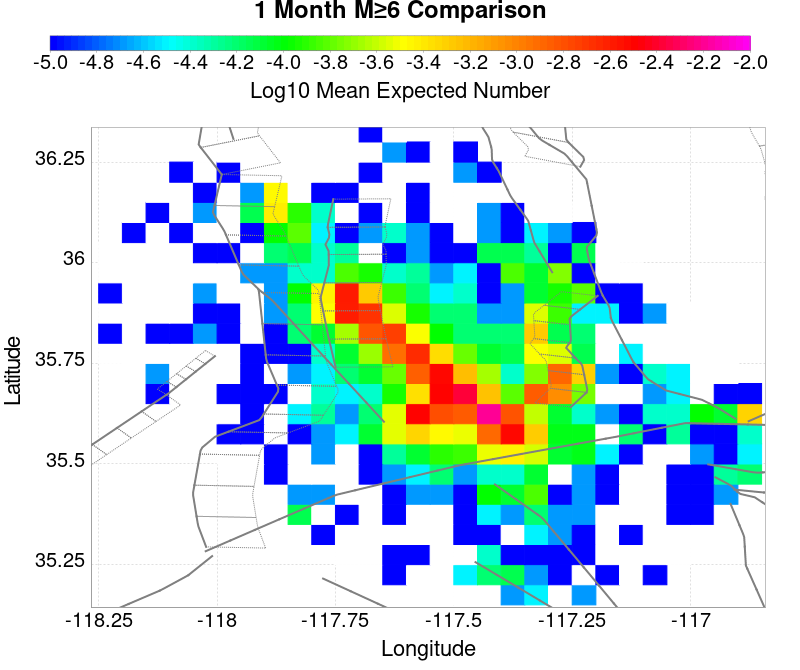 1 Month M≥6 Comparison
-5.0 -4.8 -4.6 -4.4 -4.2 -4.0 -3.8 -3.6 -3.4 -3.2 -3.0 -2.8 -2.6 -2.4 -2.2 -2.0
Log10 Mean Expected Number
36.25
36
35.75
35.5
35.25
Latitude
-118.25 -118 -117.75 -117.5 -117.25 -117
Longitude